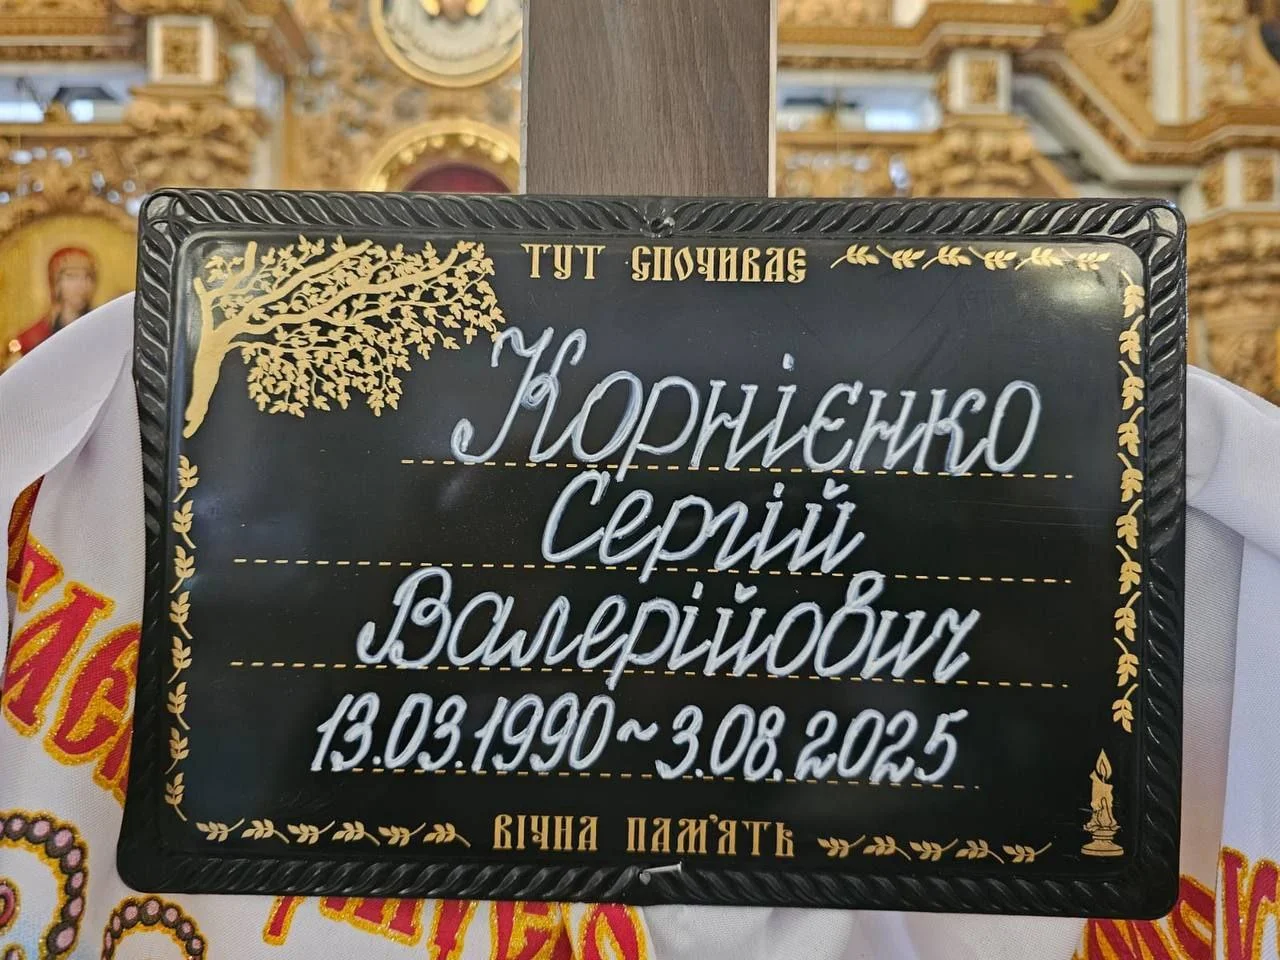 ТУТ СПОЧИВАЄ
Корнієнко
Сергій
Валерійович
13.03.1990~3.08.2025
ВІЧНА ПАМ'ЯТЬ